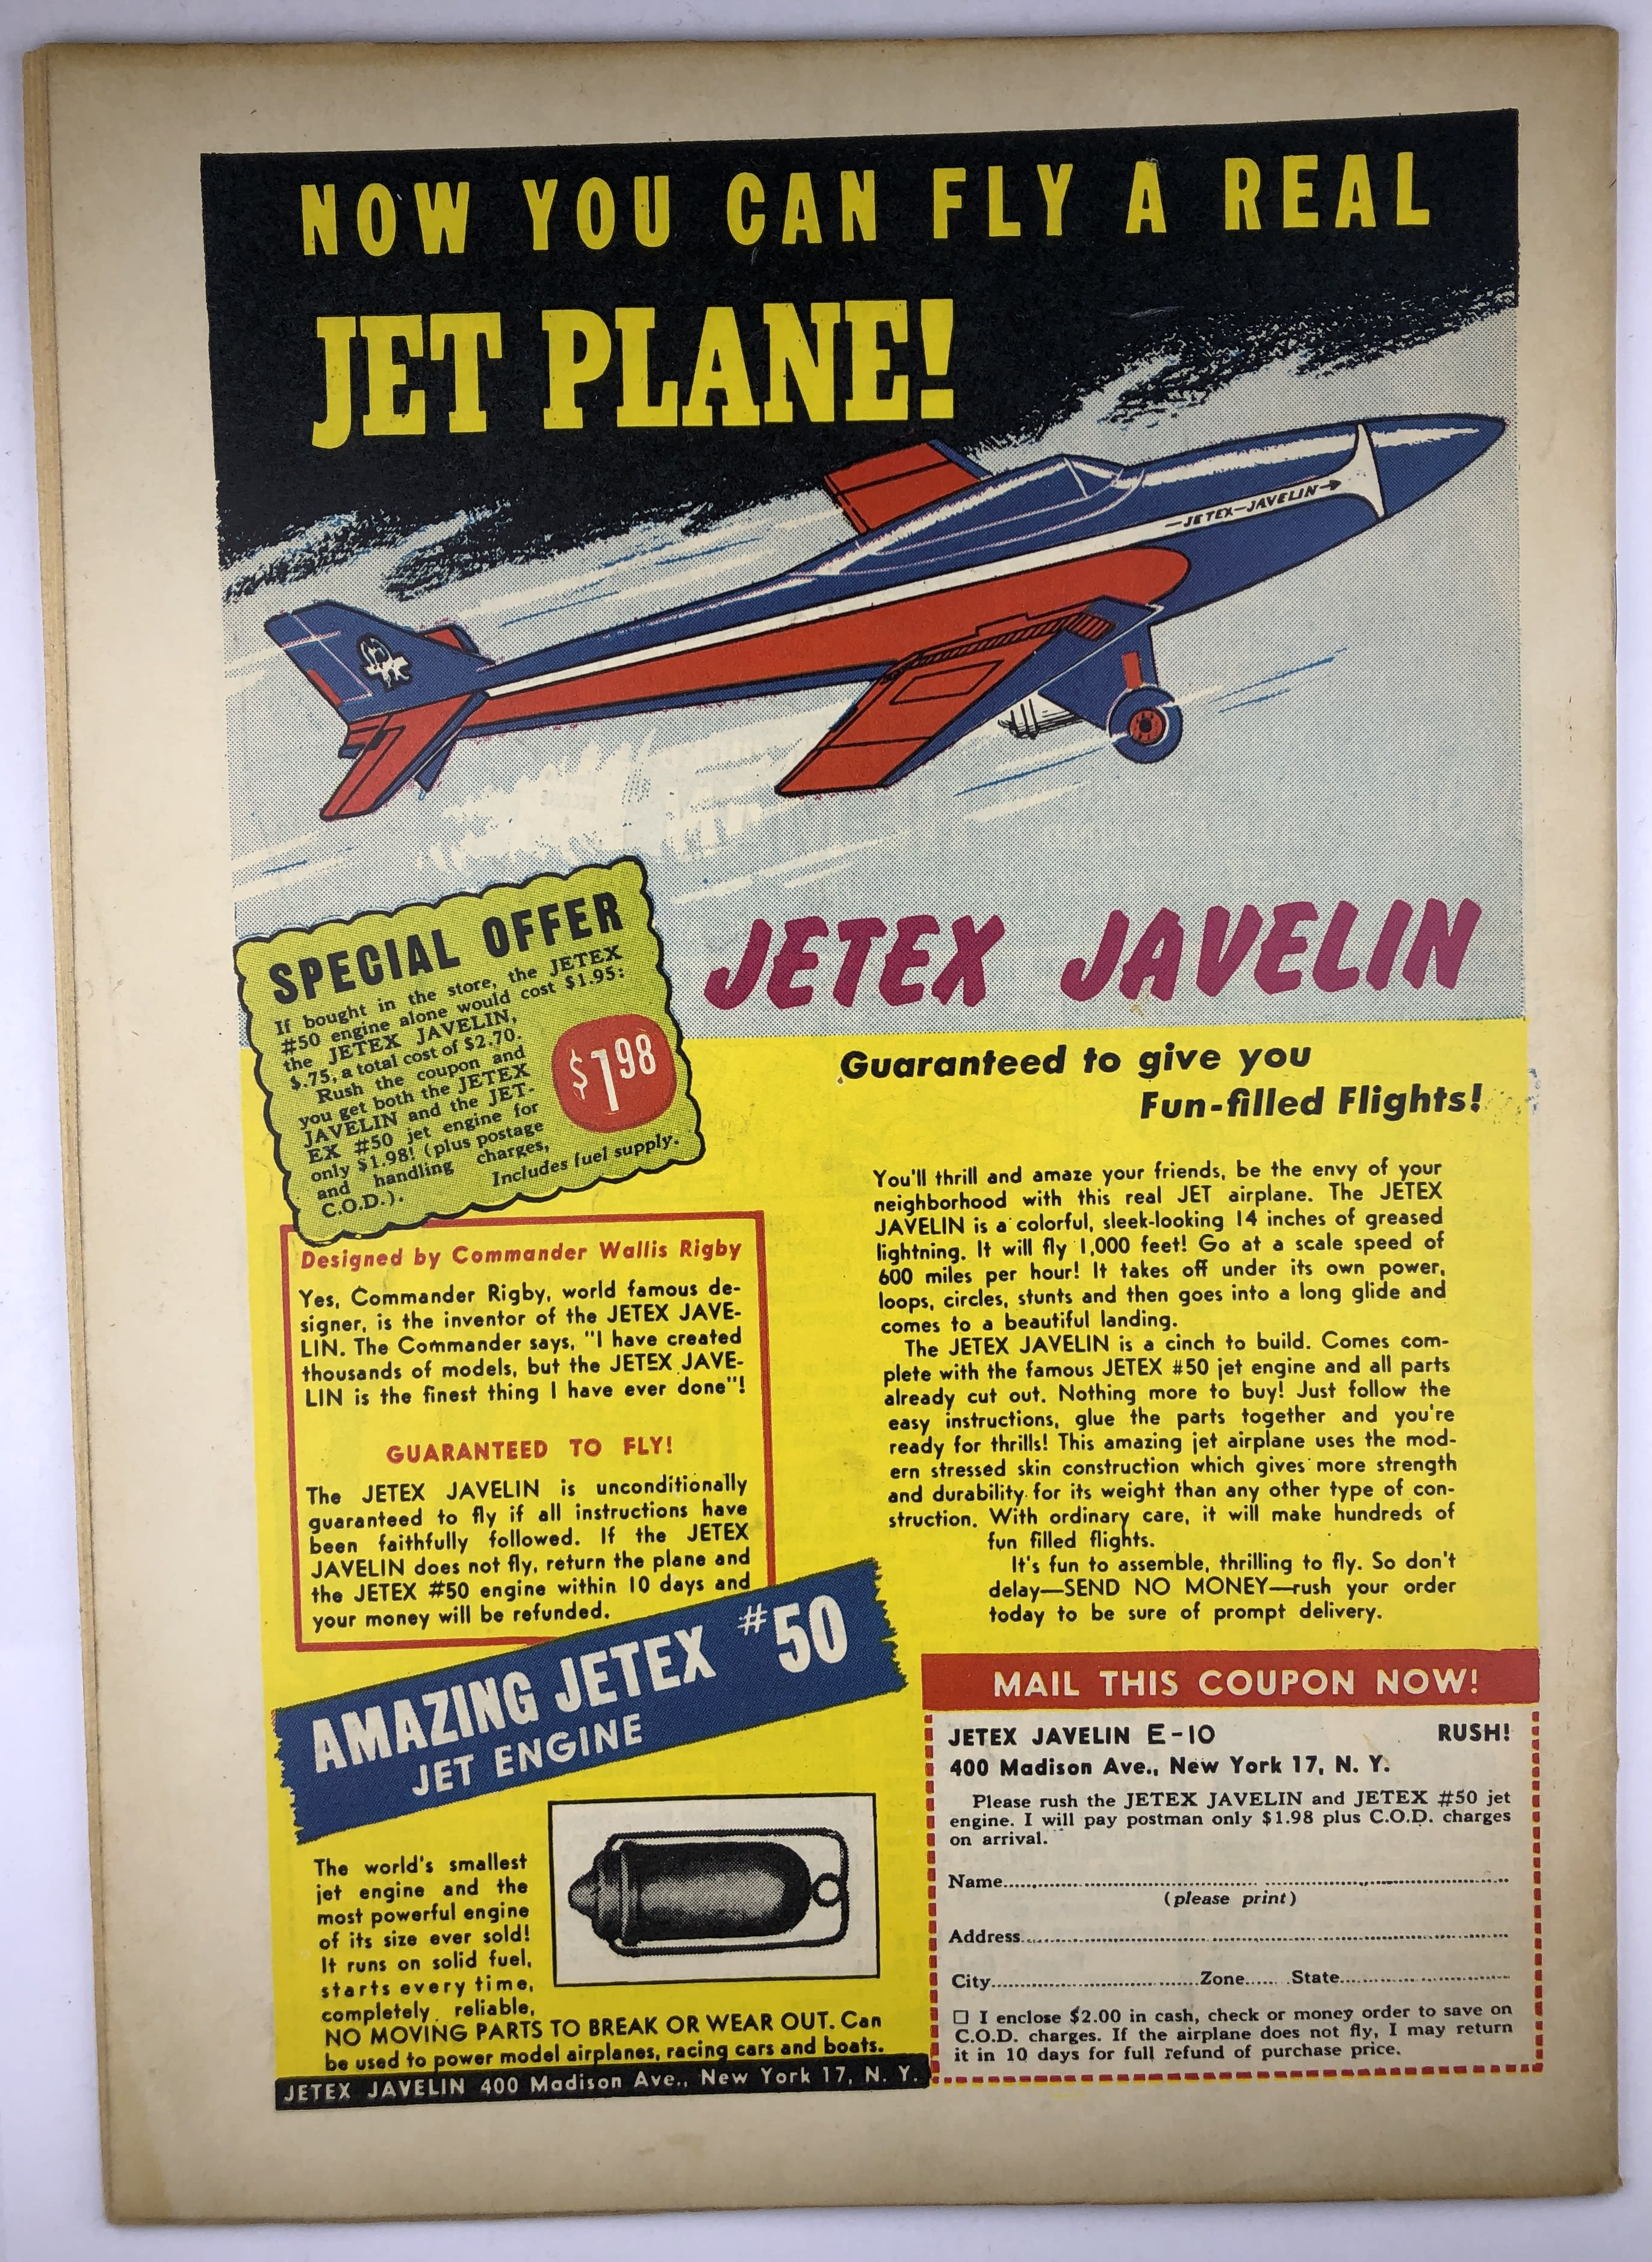 NOW YOU CAN FLY A REAL
JET PLANE!
—JETEX—JAVELIN→
SPECIAL OFFER
If bought in the store, the JETEX
#50 engine alone would cost $1.95;
the JETEX JAVELIN,
$.75, a total cost of $2.70.
Rush the coupon and
you get both the JETEX
JAVELIN and the JET-
EX #50 jet engine for
only $1.98! (plus postage
and handling charges,
C.O.D.).
Includes fuel supply.
$1.98
JETEX JAVELIN
Guaranteed to give you
Fun-filled Flights!
Designed by Commander Wallis Rigby
Yes, Commander Rigby, world famous de-
signer, is the inventor of the JETEX JAVE-
LIN. The Commander says, "I have created
thousands of models, but the JETEX JAVE-
LIN is the finest thing I have ever done"!
GUARANTEED TO FLY!
The JETEX JAVELIN is unconditionally
guaranteed to fly if all instructions have
been faithfully followed. If the JETEX
JAVELIN does not fly, return the plane and
the JETEX #50 engine within 10 days and
your money will be refunded.
You'll thrill and amaze your friends, be the envy of your
neighborhood with this real JET airplane. The JETEX
JAVELIN is a colorful, sleek-looking 14 inches of greased
lightning. It will fly 1,000 feet! Go at a scale speed of
600 miles per hour! It takes off under its own power,
loops, circles, stunts and then goes into a long glide and
comes to a beautiful landing.
The JETEX JAVELIN is a cinch to build. Comes com-
plete with the famous JETEX #50 jet engine and all parts
already cut out. Nothing more to buy! Just follow the
easy instructions, glue the parts together and you're
ready for thrills! This amazing jet airplane uses the mod-
ern stressed skin construction which gives more strength
and durability for its weight than any other type of con-
struction. With ordinary care, it will make hundreds of
fun filled flights.
It's fun to assemble, thrilling to fly. So don't
delay—SEND NO MONEY—rush your order
today to be sure of prompt delivery.
AMAZING JETEX #50
JET ENGINE
The world's smallest
jet engine and the
most powerful engine
of its size ever sold!
It runs on solid fuel,
starts every time,
completely reliable,
NO MOVING PARTS TO BREAK OR WEAR OUT. Can
be used to power model airplanes, racing cars and boats.
JETEX JAVELIN 400 Madison Ave., New York 17, N. Y.
MAIL THIS COUPON NOW!
JETEX JAVELIN E-10 RUSH!
400 Madison Ave., New York 17, N. Y.
Please rush the JETEX JAVELIN and JETEX #50 jet
engine. I will pay postman only $1.98 plus C.O.D. charges
on arrival.
Name
(please print)
Address
City Zone State
☐ I enclose $2.00 in cash, check or money order to save on
C.O.D. charges. If the airplane does not fly, I may return
it in 10 days for full refund of purchase price.